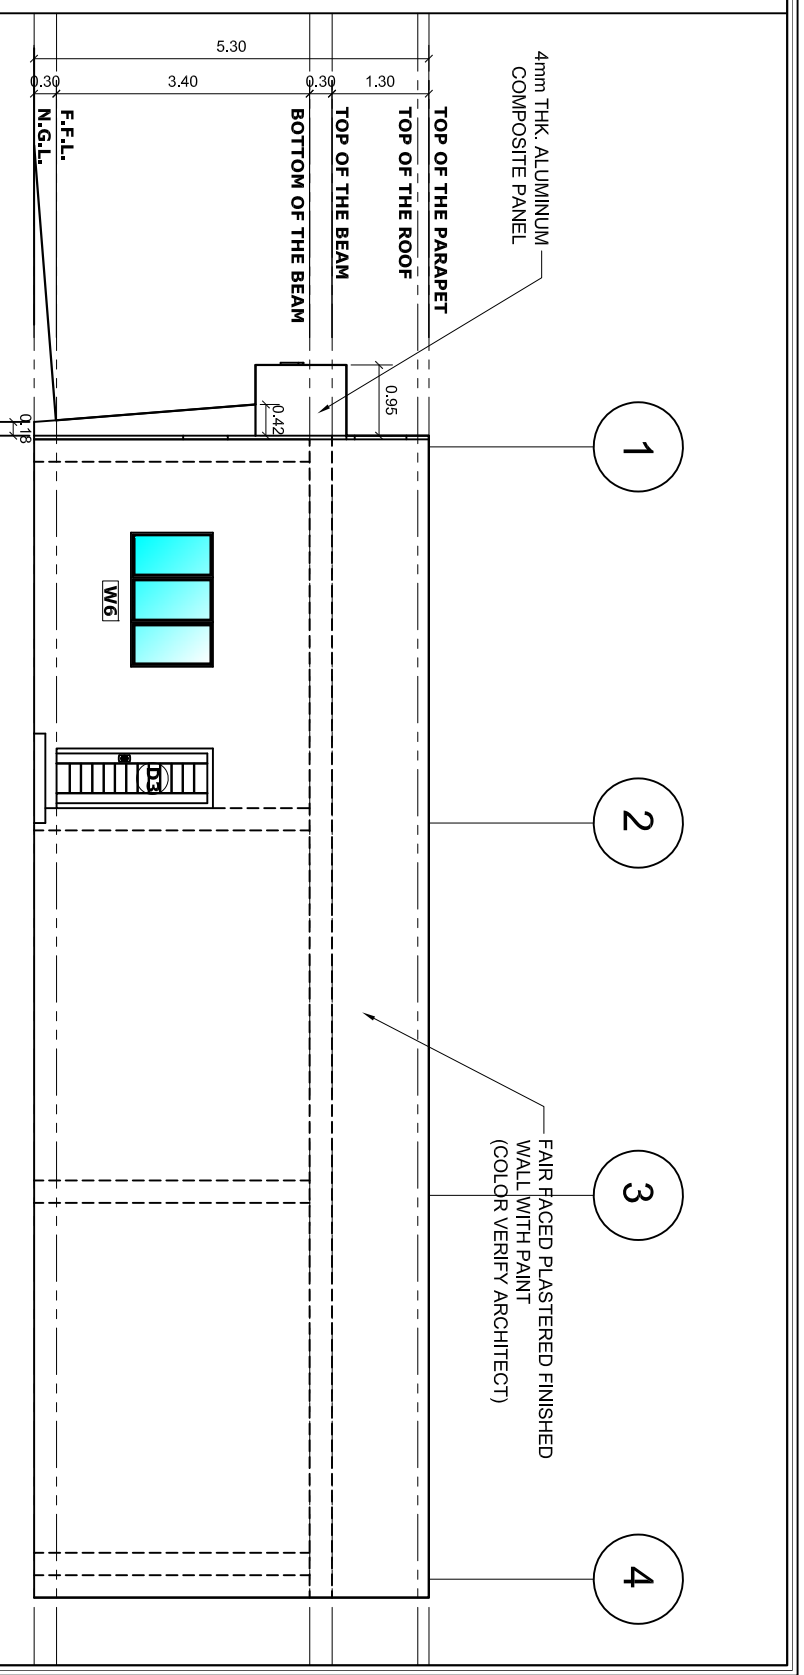 1
2
3
4
4mm THK. ALUMINUM
COMPOSITE PANEL
FAIR FACED PLASTERED FINISHED
WALL WITH PAINT
(COLOR VERIFY ARCHITECT)
TOP OF THE PARAPET
TOP OF THE ROOF
TOP OF THE BEAM
BOTTOM OF THE BEAM
F.F.L.
N.G.L.
5.30
1.30
0.30
3.40
0.30
0.95
0.42
0.18
W6
D3